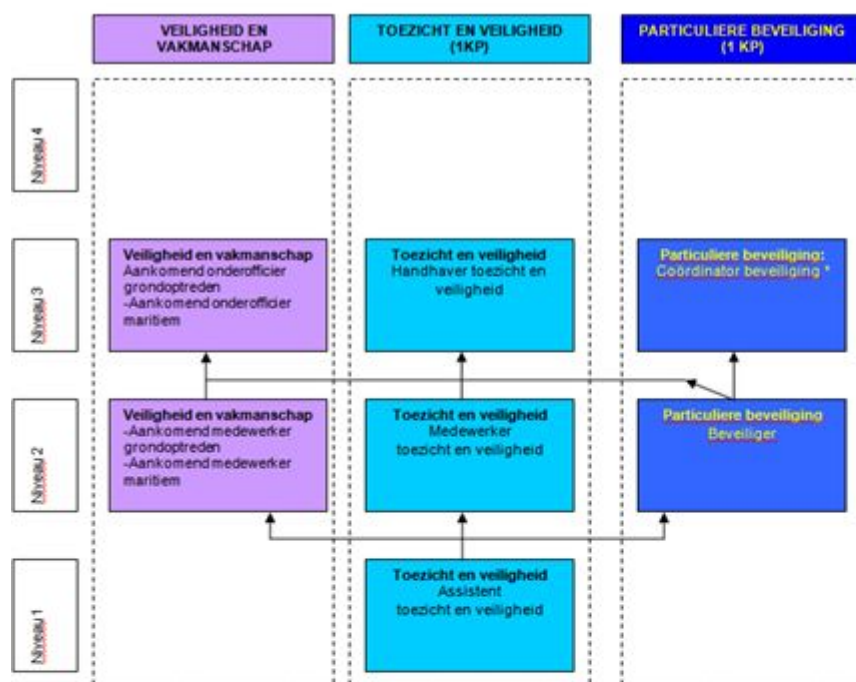 VEILIGHEID EN
VAKMANSCHAP
TOEZICHT EN VEILIGHEID
(1KP)
PARTICULIERE BEVEILIGING
(1 KP)
Niveau 4
Niveau 3
Veiligheid en vakmanschap
Aankomend onderofficier
grondoptreden
-Aankomend onderofficier
maritiem
Toezicht en veiligheid
Handhaver toezicht en
veiligheid
Particuliere beveiliging:
Coördinator beveiliging *
Niveau 2
Veiligheid en vakmanschap
-Aankomend medewerker
grondoptreden
-Aankomend medewerker
maritiem
Toezicht en veiligheid
Medewerker
toezicht en veiligheid
Particuliere beveiliging
Beveiliger
Niveau 1
Toezicht en veiligheid
Assistent
toezicht en veiligheid